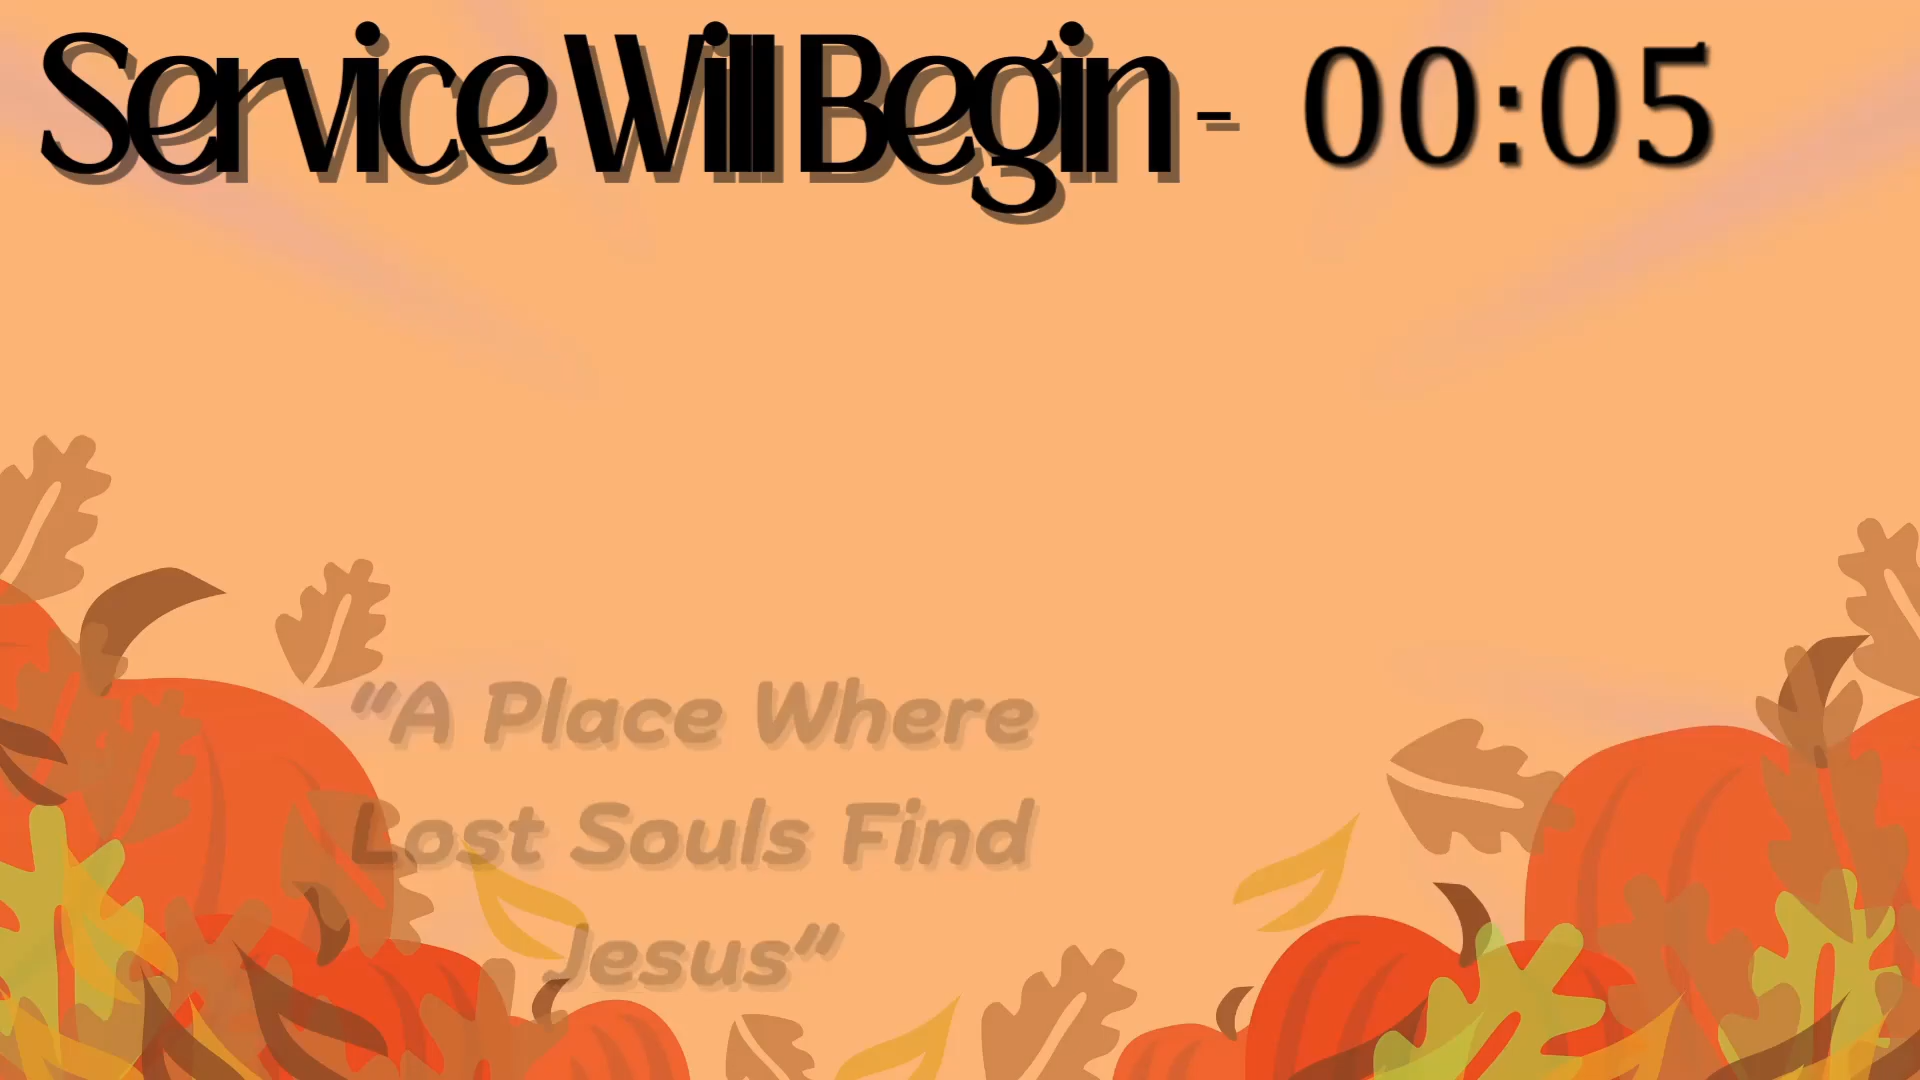 Service Will Begin - 00:05
"A Place Where
Lost Souls Find
Jesus"